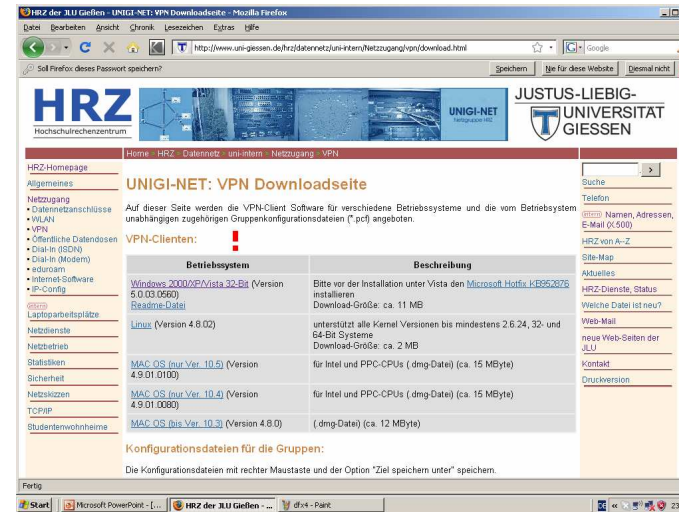 HRZ der JLU Gießen - UNIGI-NET: VPN Downloadseite - Mozilla Firefox
Datei Bearbeiten Ansicht Chronik Lesezeichen Extras Hilfe
http://www.uni-giessen.de/hrz/datennetz/uni-intern/Netzzugang/vpn/download.html
Google
Soll Firefox dieses Passwort speichern?
Speichern Nie für diese Website Diesmal nicht
HRZ
Hochschulrechenzentrum
UNIGI-NET
Netzgruppe HRZ
JUSTUS-LIEBIG-
UNIVERSITÄT
GIESSEN
Home > HRZ > Datennetz > uni-intern > Netzzugang > VPN
HRZ-Homepage
Allgemeines
Netzzugang
• Datennetzanschlüsse
• WLAN
• VPN
• Öffentliche Datendosen
• Dial-In (ISDN)
• Dial-In (Modem)
• eduroam
• Internet-Software
• IP-Config
(intern)
Laptoparbeitsplätze
Netzdienste
Netzbetrieb
Statistiken
Sicherheit
Netzskizzen
TCP/IP
Studentenwohnheime
UNIGI-NET: VPN Downloadseite
Auf dieser Seite werden die VPN-Client Software für verschiedene Betriebssysteme und die vom Betriebsystem
unabhängigen zugehörigen Gruppenkonfigurationsdateien (*.pcf) angeboten.
VPN-Clienten:
!
Betriebsystem Beschreibung
Windows 2000/XP/Vista 32-Bit (Version
5.0.03.0560)
Readme-Datei
Bitte vor der Installation unter Vista den Microsoft Hotfix KB952876
installieren
Download-Größe: ca. 11 MB
Linux (Version 4.8.02)
unterstützt alle Kernel Versionen bis mindestens 2.6.24, 32- und
64-Bit Systeme
Download-Größe: ca. 2 MB
MAC OS (nur Ver. 10.5) (Version
4.9.01.0100)
für Intel und PPC-CPUs (.dmg-Datei) (ca. 15 MByte)
MAC OS (nur Ver. 10.4) (Version
4.9.01.0080)
für Intel und PPC-CPUs (.dmg-Datei) (ca. 15 MByte)
MAC OS (bis Ver. 10.3) (Version 4.8.0)
(.dmg-Datei) (ca. 12 MByte)
Konfigurationsdateien für die Gruppen:
Die Konfigurationsdateien mit rechter Maustaste und der Option "Ziel speichern unter" speichern.
>
Suche
Telefon
(intern) Namen, Adressen,
E-Mail (X.500)
HRZ von A--Z
Site-Map
Aktuelles
HRZ-Dienste, Status
Welche Datei ist neu?
Web-Mail
neue Web-Seiten der
JLU
Kontakt
Druckversion
Fertig
Start Microsoft PowerPoint - [... HRZ der JLU Gießen - ... dfx4 - Paint DE « 23